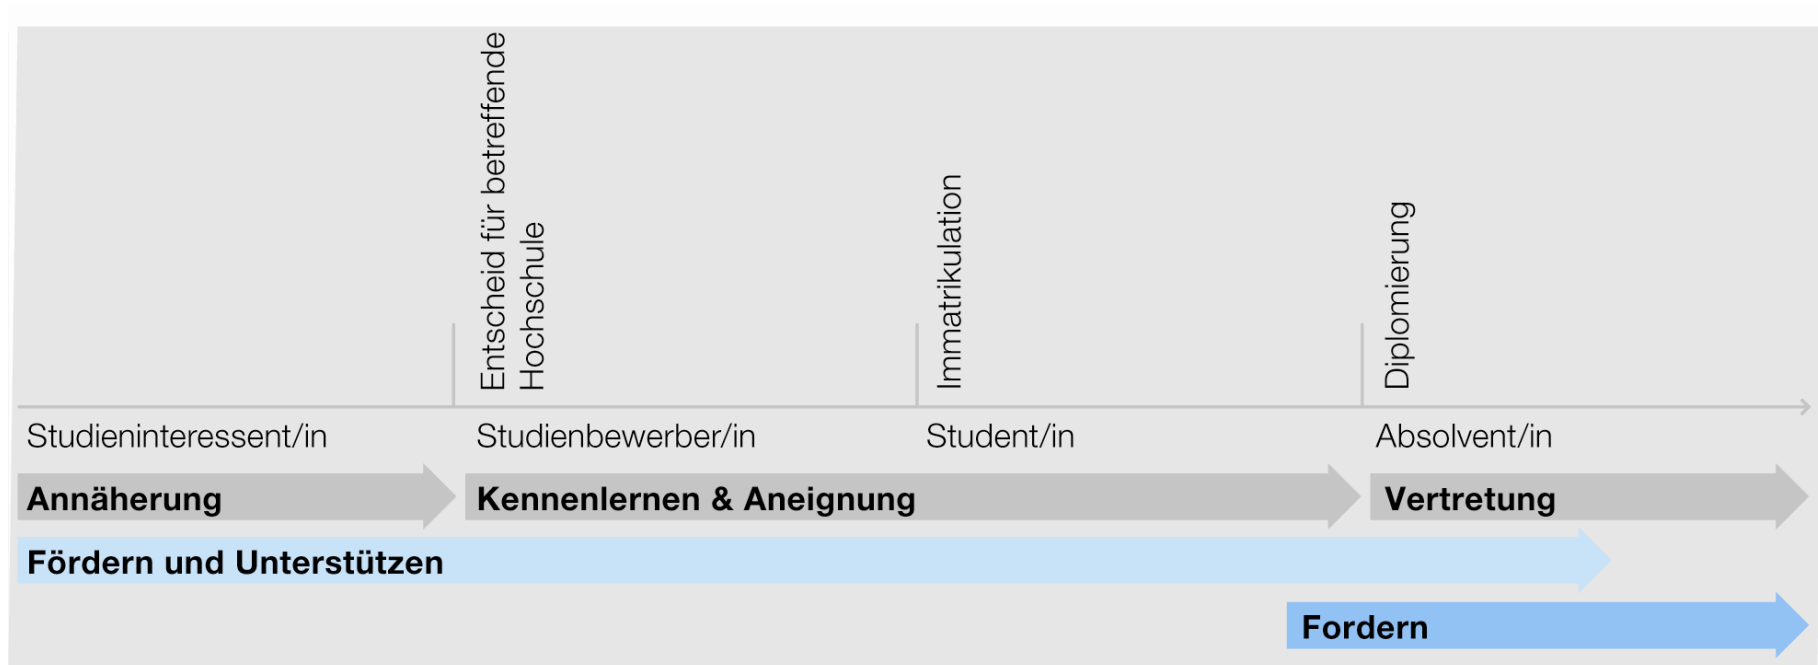 Entscheid für betreffende
Hochschule
Immatrikulation
Diplomierung
Studieninteressent/in
Studienbewerber/in
Student/in
Absolvent/in
Annäherung
Kennenlernen & Aneignung
Vertretung
Fördern und Unterstützen
Fordern